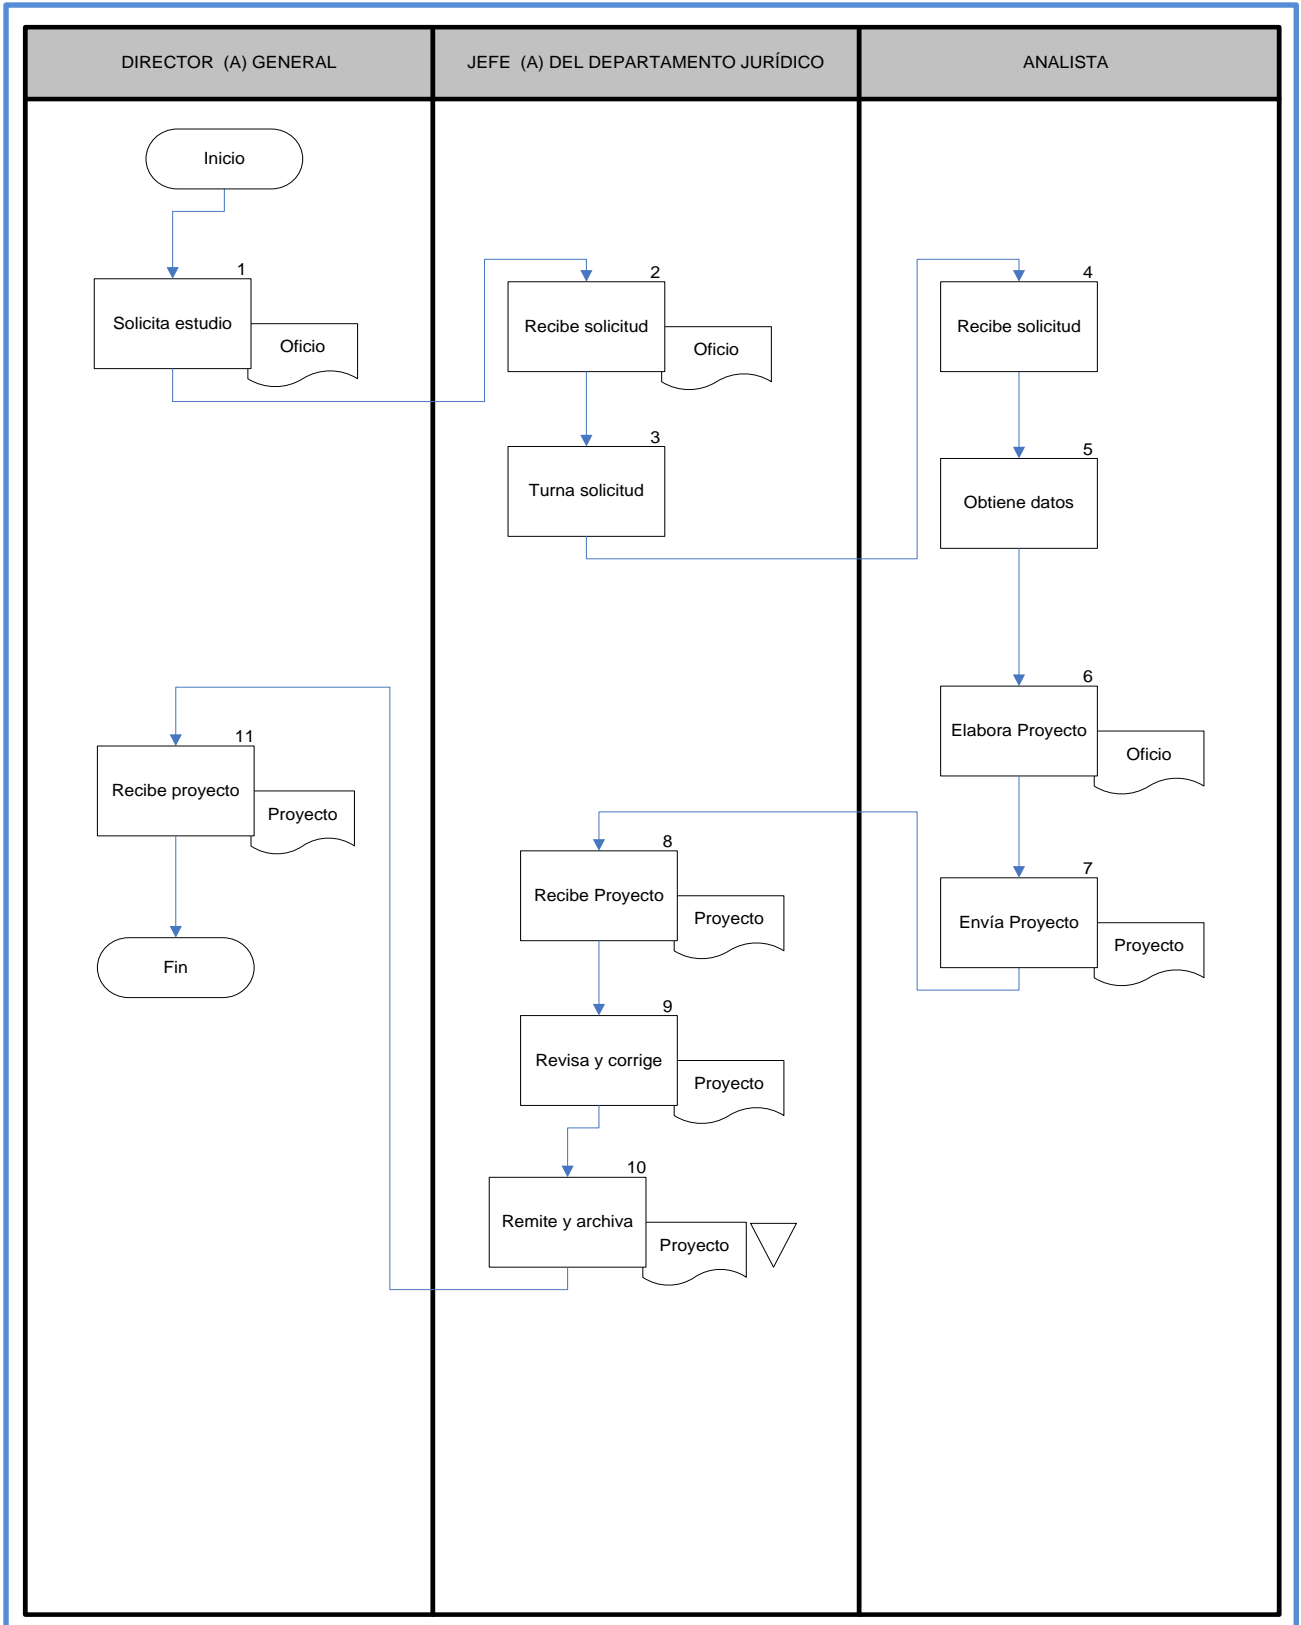 DIRECTOR (A) GENERAL
JEFE (A) DEL DEPARTAMENTO JURÍDICO
ANALISTA
Inicio
1
Solicita estudio
Oficio
2
Recibe solicitud
Oficio
3
Turna solicitud
4
Recibe solicitud
5
Obtiene datos
6
Elabora Proyecto
Oficio
7
Envía Proyecto
Proyecto
8
Recibe Proyecto
Proyecto
9
Revisa y corrige
Proyecto
10
Remite y archiva
Proyecto
11
Recibe proyecto
Proyecto
Fin